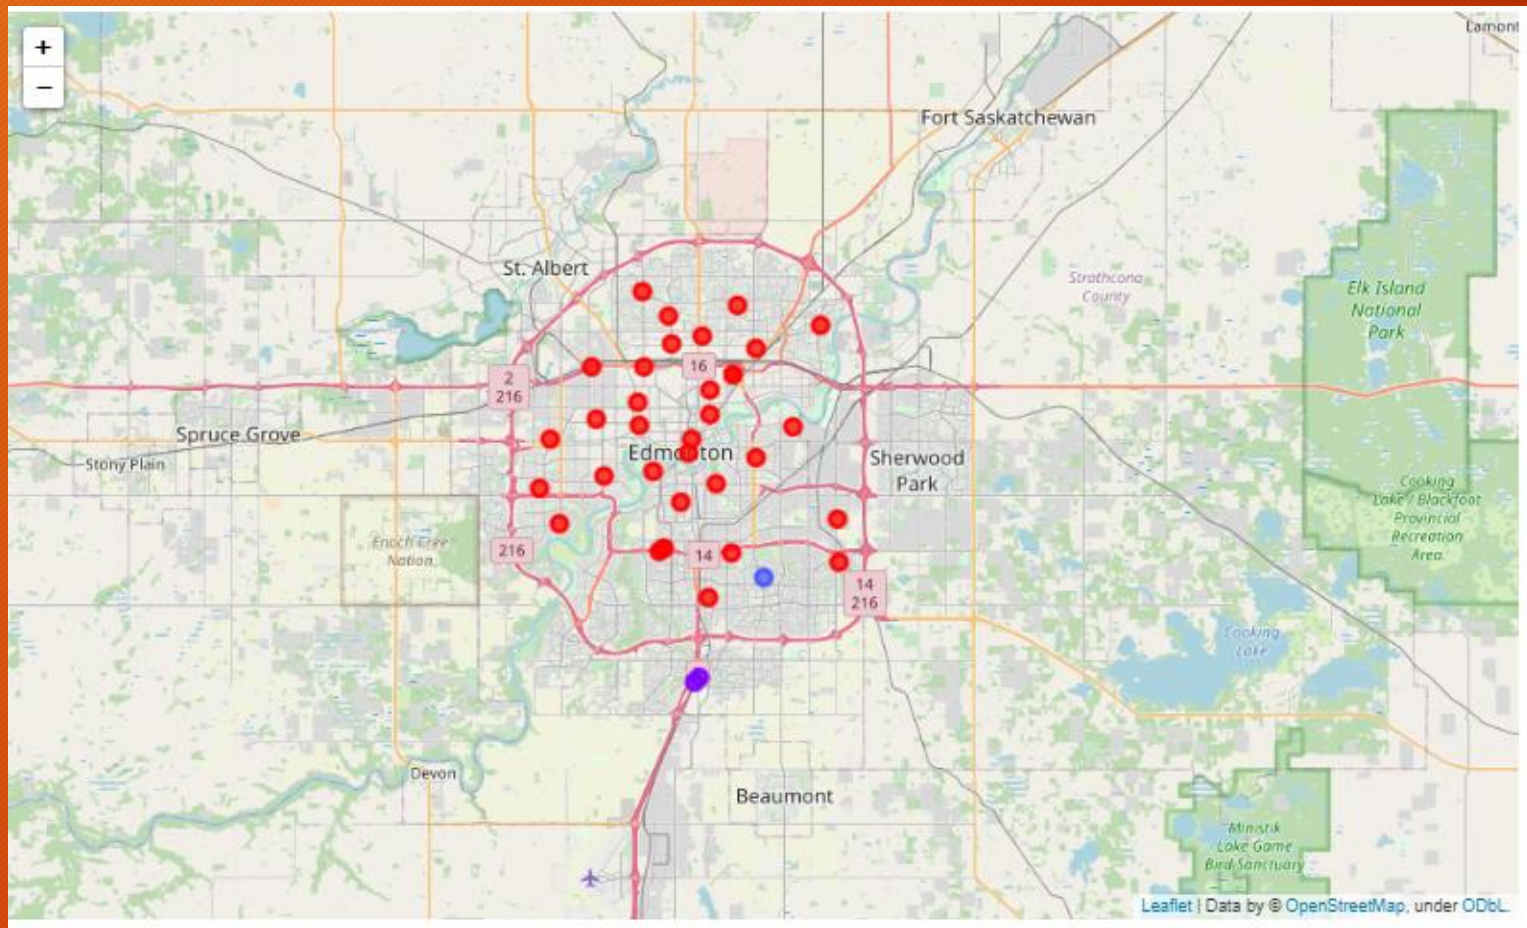 +
−
Lamont
Fort Saskatchewan
St. Albert
Strathcona
County
Elk Island
National
Park
16
2
216
Spruce Grove
Stony Plain
Edmonton
Sherwood
Park
Cooking
Lake / Blackfoot
Provincial
Recreation
Area
Enoch Cree
Nation
216
14
14
216
Cooking
Lake
Devon
Beaumont
Ministik
Lake Game
Bird Sanctuary
Leaflet | Data by © OpenStreetMap, under ODbL.